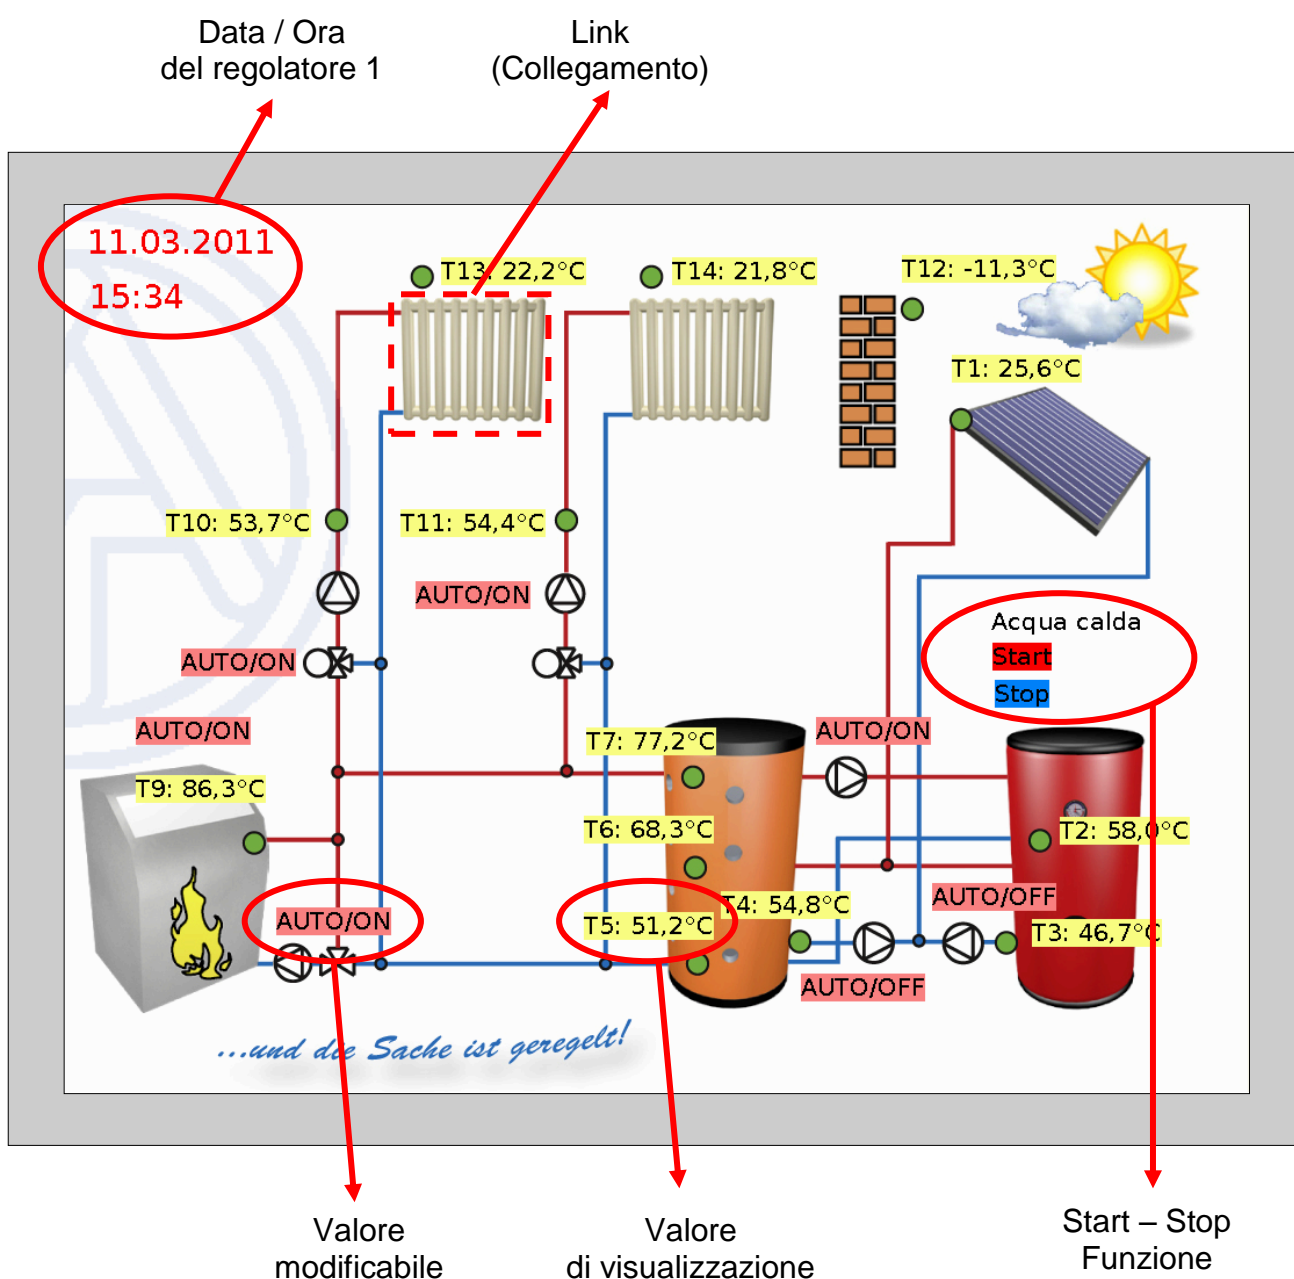 Data / Ora
del regolatore 1
Link
(Collegamento)
11.03.2011
15:34
T13: 22,2°C
T14: 21,8°C
T12: -11,3°C
T1: 25,6°C
T10: 53,7°C
T11: 54,4°C
AUTO/ON
Acqua calda
Start
Stop
AUTO/ON
AUTO/ON
AUTO/ON
T7: 77,2°C
T9: 86,3°C
T6: 68,3°C
T2: 58,0°C
AUTO/OFF
T4: 54,8°C
AUTO/ON
T5: 51,2°C
T3: 46,7°C
AUTO/OFF
...und die Sache ist geregelt!
Valore
modificabile
Valore
di visualizzazione
Start – Stop
Funzione